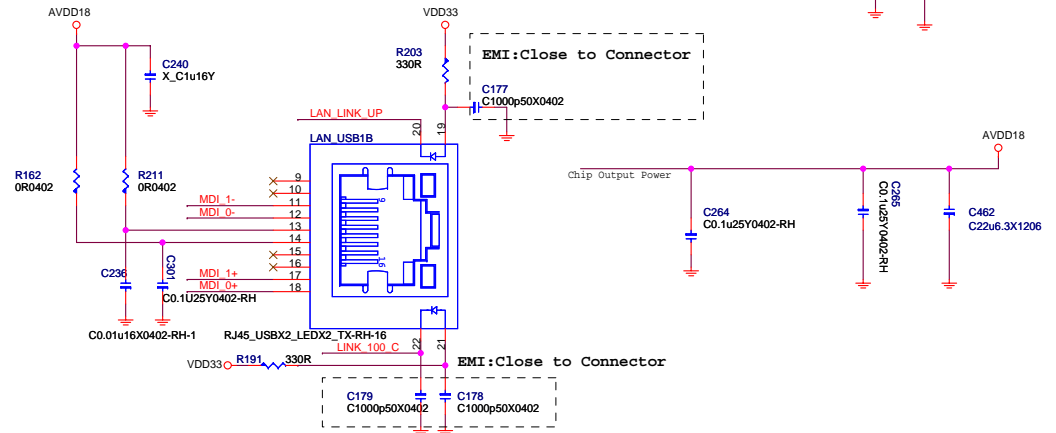 AVDD18
VDD33
R203
330R
EMI:Close to Connector
C240
X_C1u16Y
C177
C1000p50X0402
LAN_LINK_UP
20
19
LAN_USB1B
AVDD18
R162
0R0402
R211
0R0402
9
10
MDI_1-
11
MDI_0-
12
13
14
15
16
MDI_1+
17
MDI_0+
18
9
16
Chip Output Power
C264
C0.1u25Y0402-RH
C265
C0.1u25Y0402-RH
C462
C22u6.3X1206
C236
C301
C0.1U25Y0402-RH
C0.01u16X0402-RH-1
RJ45_USBX2_LEDX2_TX-RH-16
22
21
LINK_100_C
VDD33
R191
330R
EMI:Close to Connector
C179
C1000p50X0402
C178
C1000p50X0402